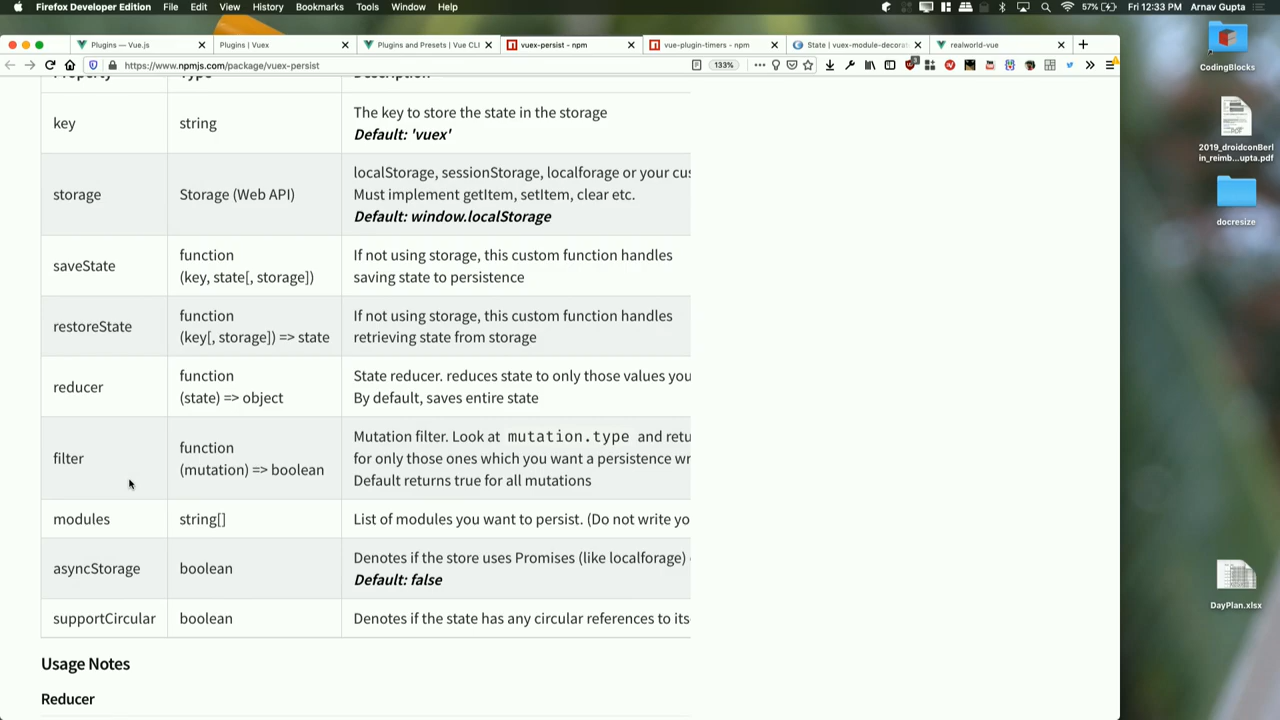 Firefox Developer Edition File Edit View History Bookmarks Tools Window Help 57% Fri 12:33 PM Arnav Gupta
Plugins — Vue.js
Plugins | Vuex
Plugins and Presets | Vue CLI
vuex-persist - npm
vue-plugin-timers - npm
State | vuex-module-decorat
realworld-vue
https://www.npmjs.com/package/vuex-persist
133%
key
string
The key to store the state in the storage
Default: 'vuex'
storage
Storage (Web API)
localStorage, sessionStorage, localforage or your cus
Must implement getItem, setItem, clear etc.
Default: window.localStorage
saveState
function
(key, state[, storage])
If not using storage, this custom function handles
saving state to persistence
restoreState
function
(key[, storage]) => state
If not using storage, this custom function handles
retrieving state from storage
reducer
function
(state) => object
State reducer. reduces state to only those values you
By default, saves entire state
filter
function
(mutation) => boolean
Mutation filter. Look at mutation.type and retu
for only those ones which you want a persistence wr
Default returns true for all mutations
modules
string[]
List of modules you want to persist. (Do not write yo
asyncStorage
boolean
Denotes if the store uses Promises (like localforage)
Default: false
supportCircular
boolean
Denotes if the state has any circular references to its
Usage Notes
Reducer
CodingBlocks
2019_droidconBerl
in_reimb...upta.pdf
docresize
DayPlan.xlsx